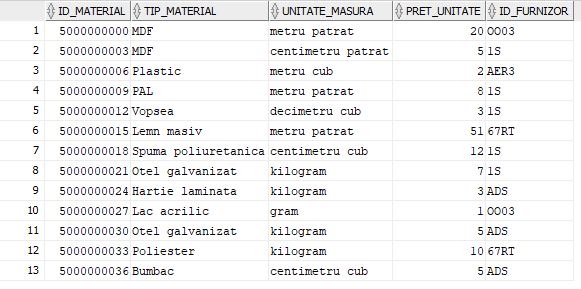 ID_MATERIAL TIP_MATERIAL UNITATE_MASURA PRET_UNITATE ID_FURNIZOR
1 5000000000 MDF metru patrat 20 OO03
2 5000000003 MDF centimetru patrat 5 1S
3 5000000006 Plastic metru cub 2 AER3
4 5000000009 PAL metru patrat 8 1S
5 5000000012 Vopsea decimetru cub 3 1S
6 5000000015 Lemn masiv metru patrat 51 67RT
7 5000000018 Spuma poliuretanica centimetru cub 12 1S
8 5000000021 Otel galvanizat kilogram 7 1S
9 5000000024 Hartie laminata kilogram 3 ADS
10 5000000027 Lac acrilic gram 1 OO03
11 5000000030 Otel galvanizat kilogram 5 ADS
12 5000000033 Poliester kilogram 10 67RT
13 5000000036 Bumbac centimetru cub 5 ADS